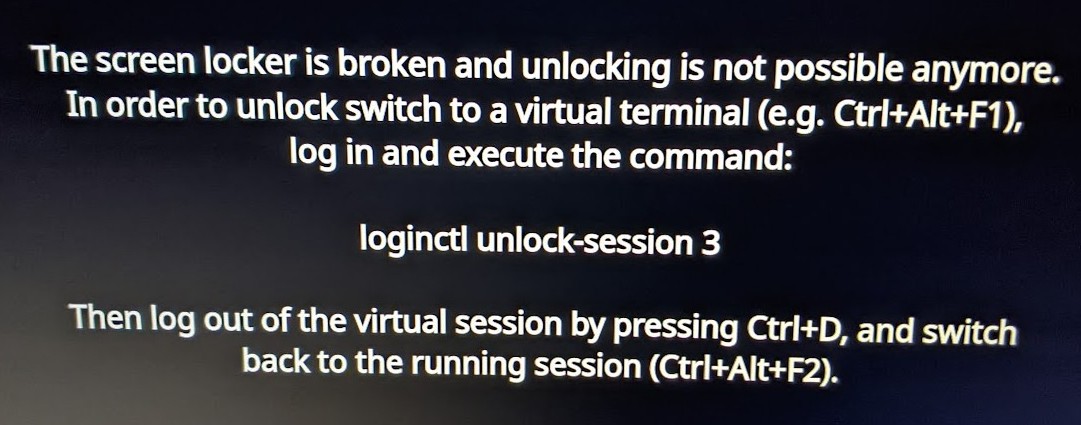 The screen locker is broken and unlocking is not possible anymore.
In order to unlock switch to a virtual terminal (e.g. Ctrl+Alt+F1),
log in and execute the command:
loginctl unlock-session 3
Then log out of the virtual session by pressing Ctrl+D, and switch
back to the running session (Ctrl+Alt+F2).